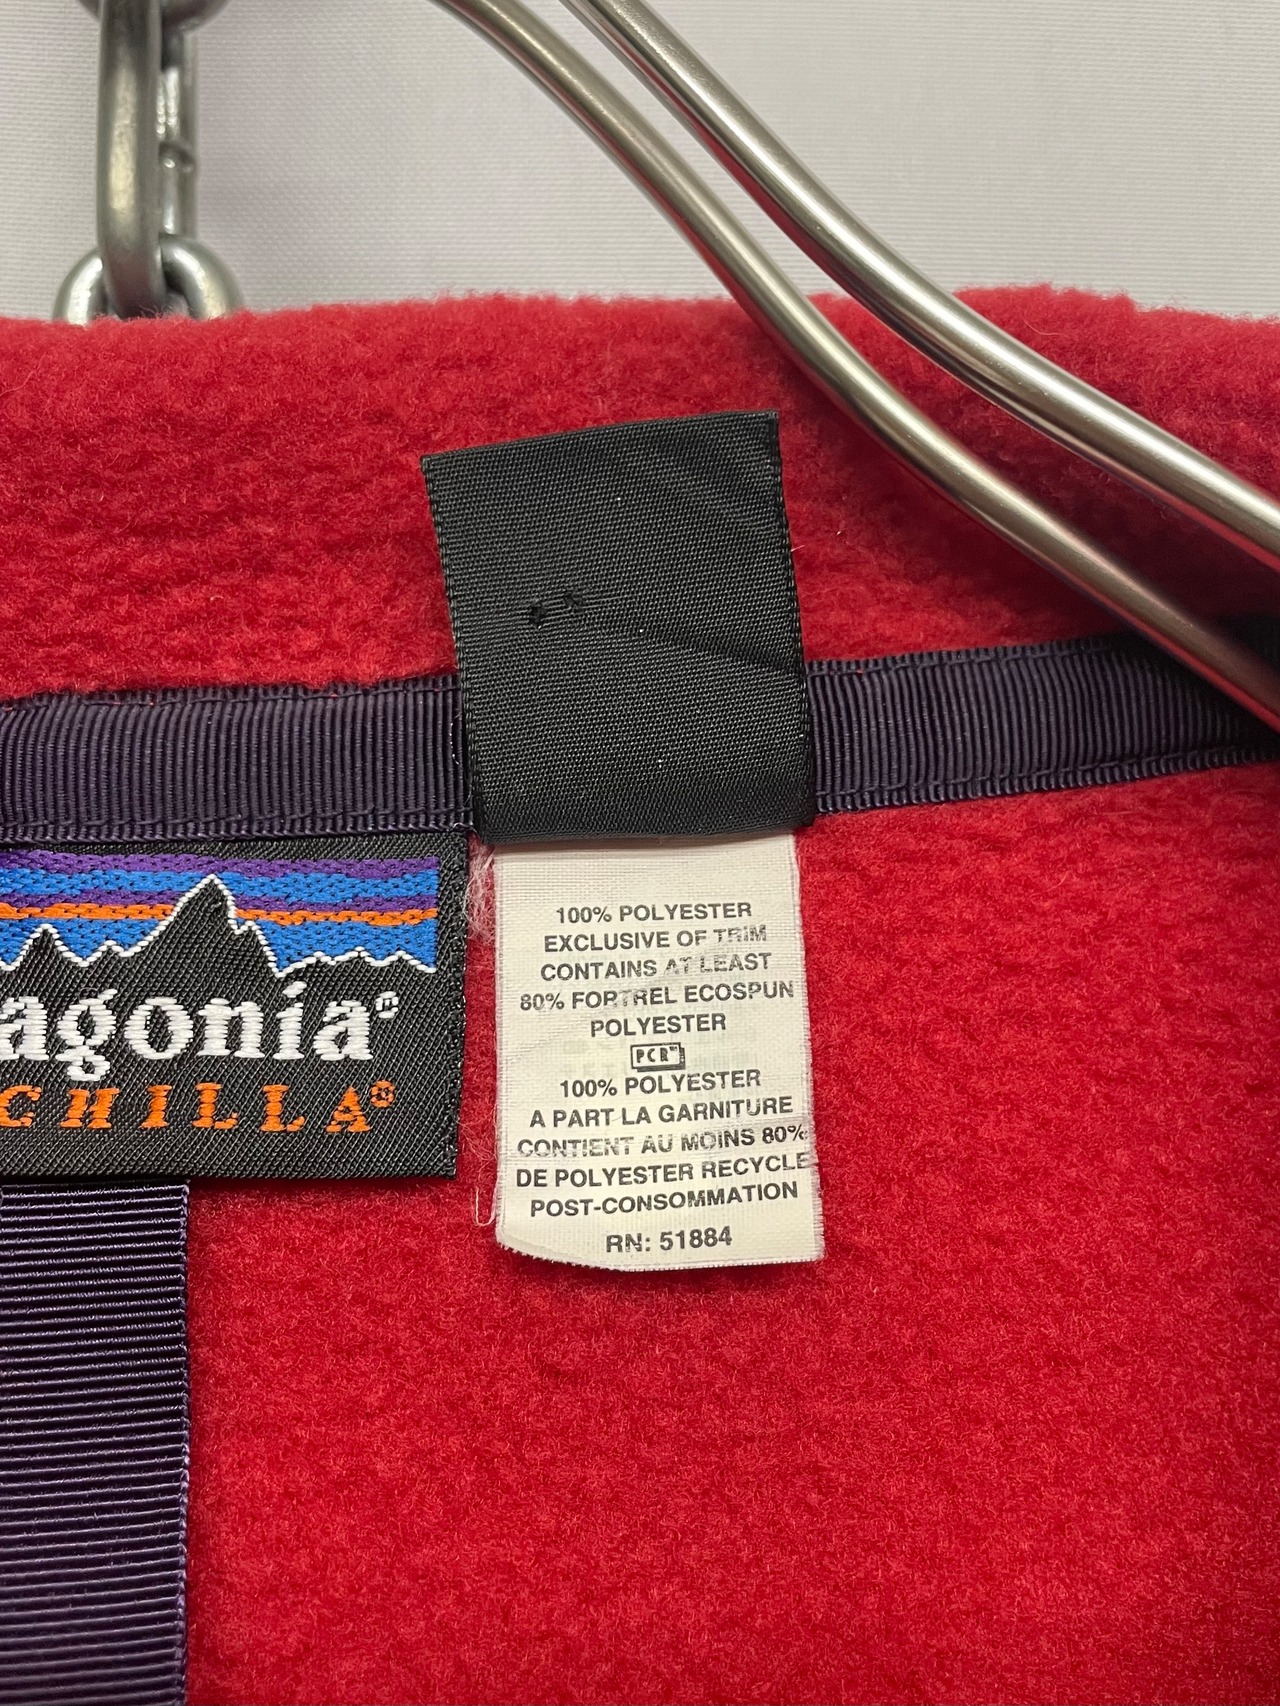 agonia®
CHILLA®
100% POLYESTER
EXCLUSIVE OF TRIM
CONTAINS AT LEAST
80% FORTREL ECOSPUN
POLYESTER
PCR™
100% POLYESTER
A PART LA GARNITURE
CONTIENT AU MOINS 80%
DE POLYESTER RECYCLE
POST-CONSOMMATION
RN: 51884